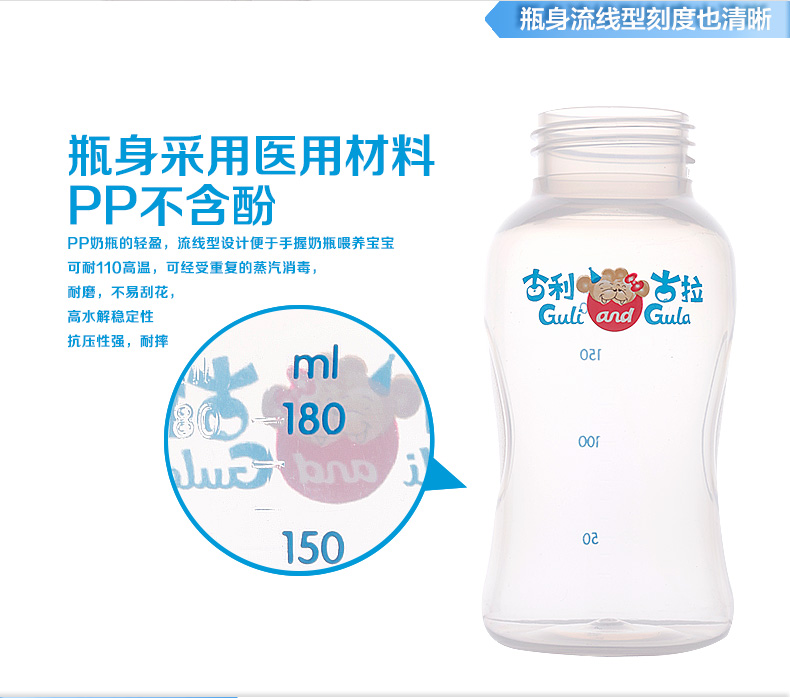 瓶身流线型刻度也清晰
瓶身采用医用材料
PP不含酚
PP奶瓶的轻盈，流线型设计便于手握奶瓶喂养宝宝
可耐110高温，可经受重复的蒸汽消毒，
耐磨，不易刮花，
高水解稳定性
抗压性强，耐摔
ml
180
150
古利 古拉
Guli and Gula
150
100
50